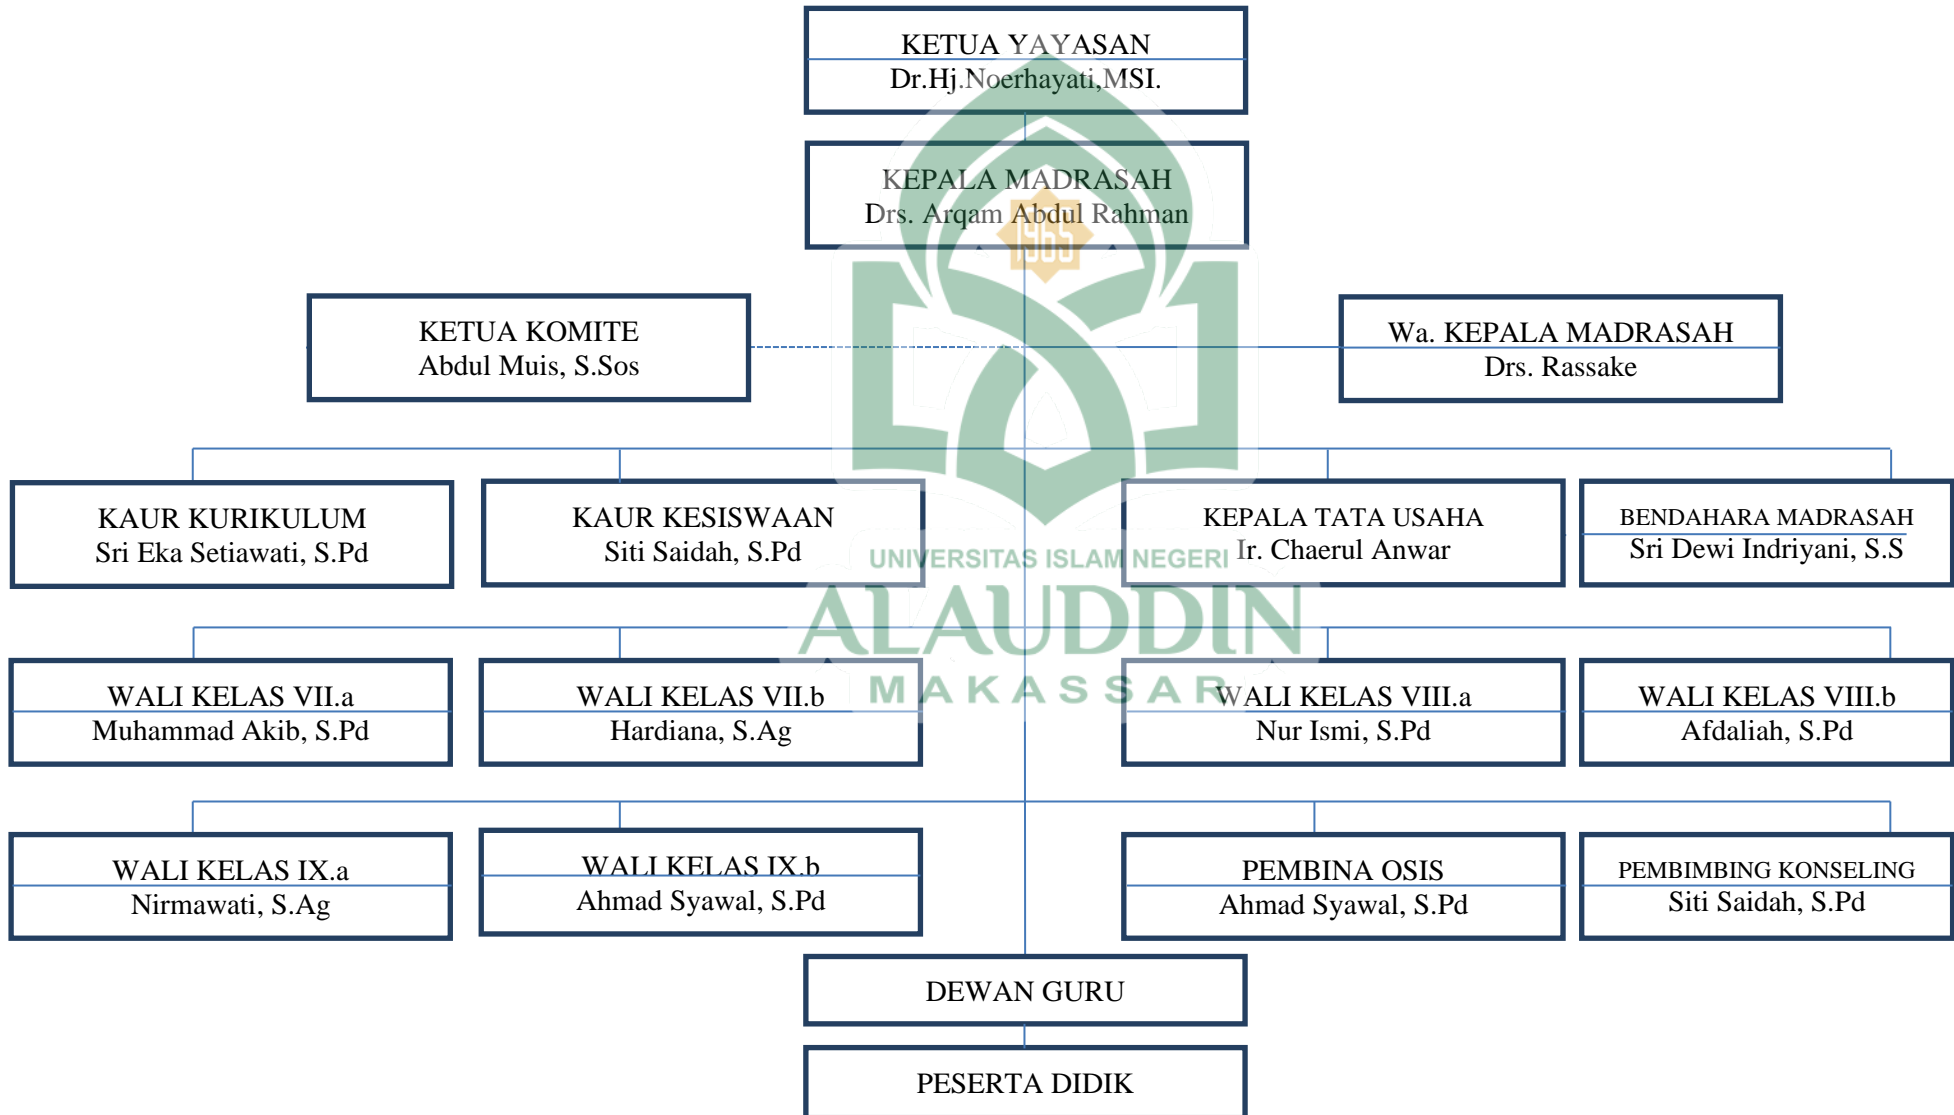 KETUA YAYASAN
Dr.Hj.Noerhayati,MSI.
KEPALA MADRASAH
Drs. Arqam Abdul Rahman
1965
KETUA KOMITE
Abdul Muis, S.Sos
Wa. KEPALA MADRASAH
Drs. Rassake
KAUR KURIKULUM
Sri Eka Setiawati, S.Pd
KAUR KESISWAAN
Siti Saidah, S.Pd
KEPALA TATA USAHA
Ir. Chaerul Anwar
BENDAHARA MADRASAH
Sri Dewi Indriyani, S.S
UNIVERSITAS ISLAM NEGERI
ALAUDDIN
MAKASSAR
WALI KELAS VII.a
Muhammad Akib, S.Pd
WALI KELAS VII.b
Hardiana, S.Ag
WALI KELAS VIII.a
Nur Ismi, S.Pd
WALI KELAS VIII.b
Afdaliah, S.Pd
WALI KELAS IX.a
Nirmawati, S.Ag
WALI KELAS IX.b
Ahmad Syawal, S.Pd
PEMBINA OSIS
Ahmad Syawal, S.Pd
PEMBIMBING KONSELING
Siti Saidah, S.Pd
DEWAN GURU
PESERTA DIDIK